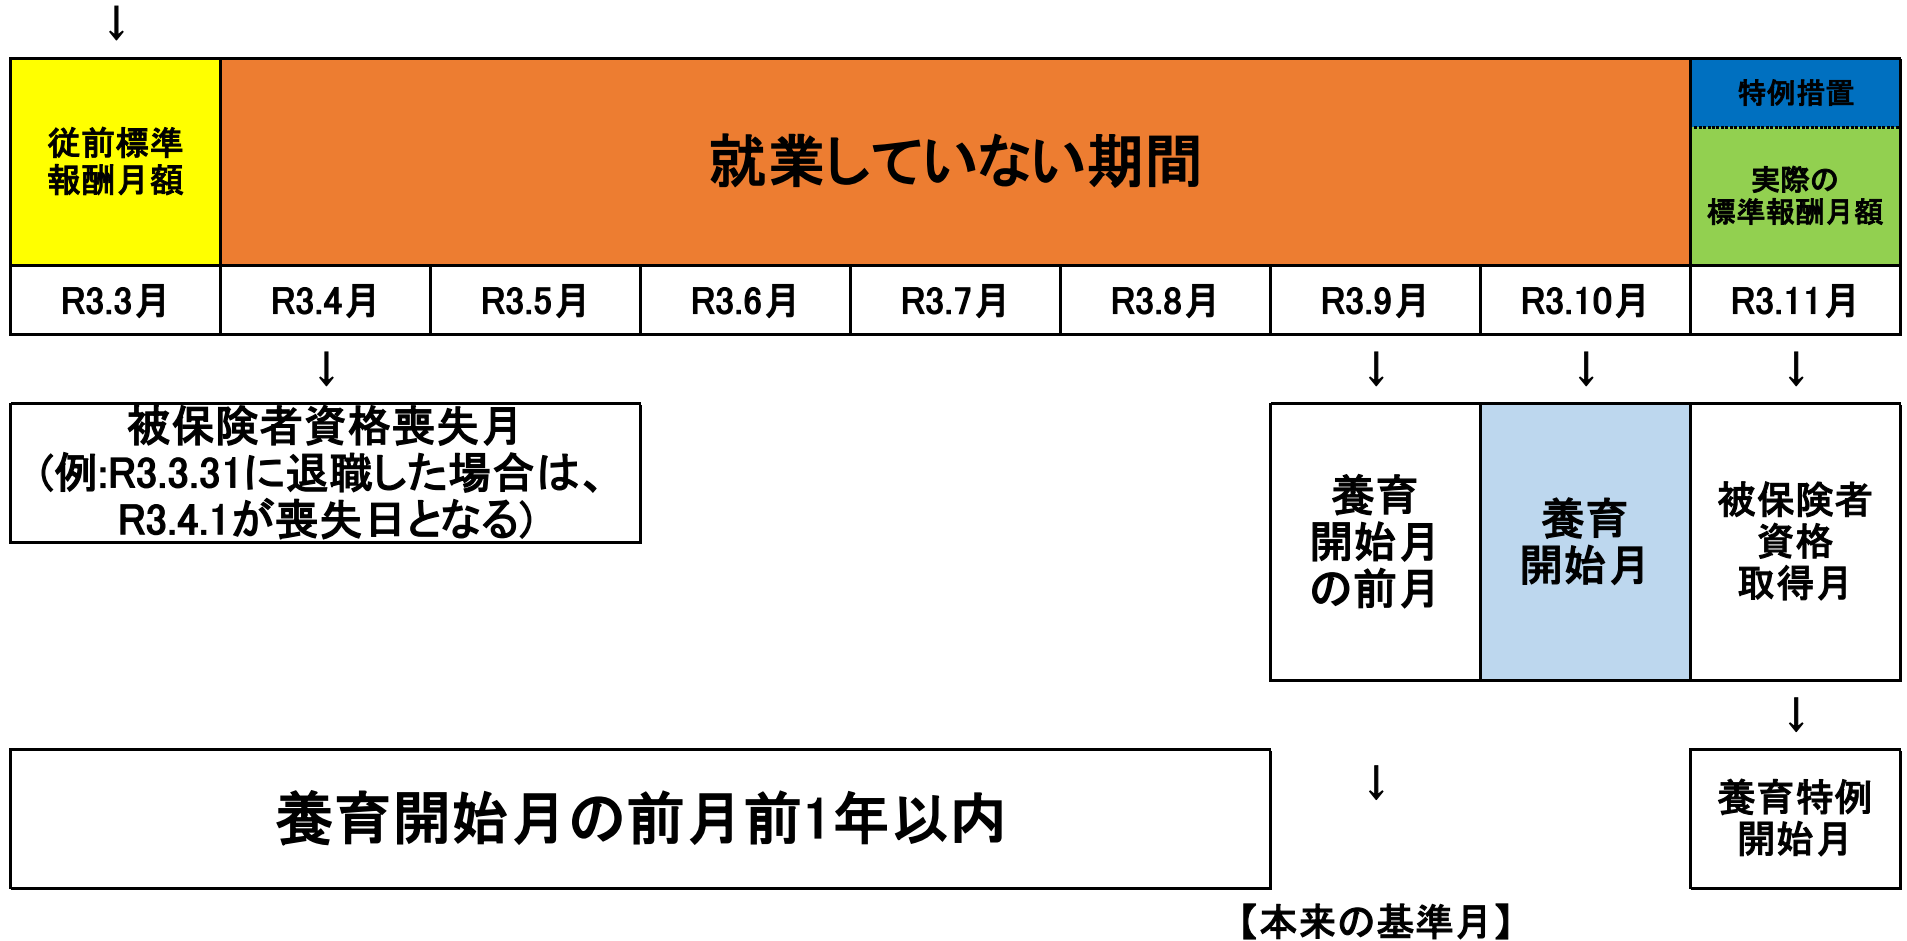 ↓
従前標準
報酬月額
就業していない期間
特例措置
実際の
標準報酬月額
R3.3月
R3.4月
R3.5月
R3.6月
R3.7月
R3.8月
R3.9月
R3.10月
R3.11月
↓
↓
↓
↓
被保険者資格喪失月
(例:R3.3.31に退職した場合は、
R3.4.1が喪失日となる)
養育
開始月
の前月
養育
開始月
被保険者
資格
取得月
↓
養育開始月の前月前1年以内
↓
養育特例
開始月
【本来の基準月】